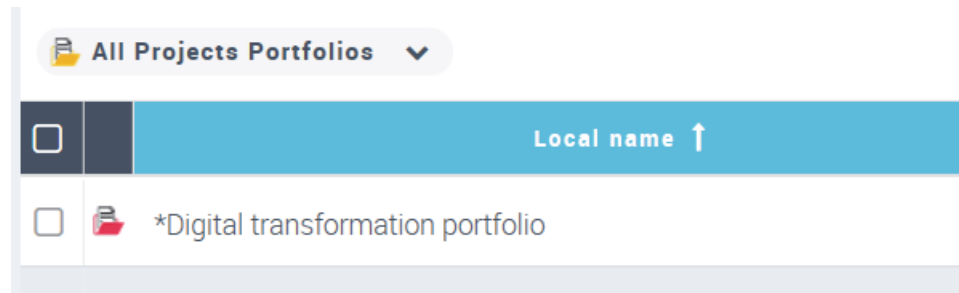 All Projects Portfolios
Local name ↑
*Digital transformation portfolio